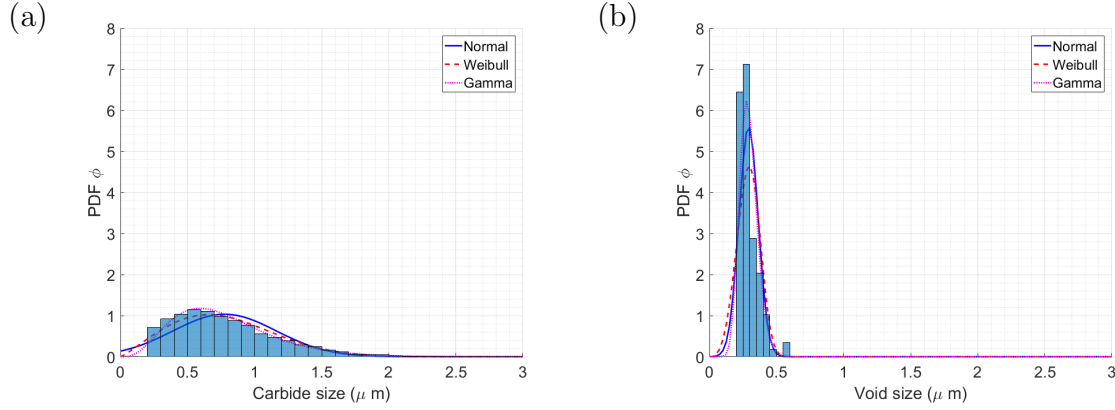 (a)
8
7
6
5
4
3
2
1
0
PDF ϕ
0 0.5 1 1.5 2 2.5 3
Carbide size (μ m)
Normal
Weibull
Gamma
(b)
8
7
6
5
4
3
2
1
0
PDF ϕ
0 0.5 1 1.5 2 2.5 3
Void size (μ m)
Normal
Weibull
Gamma